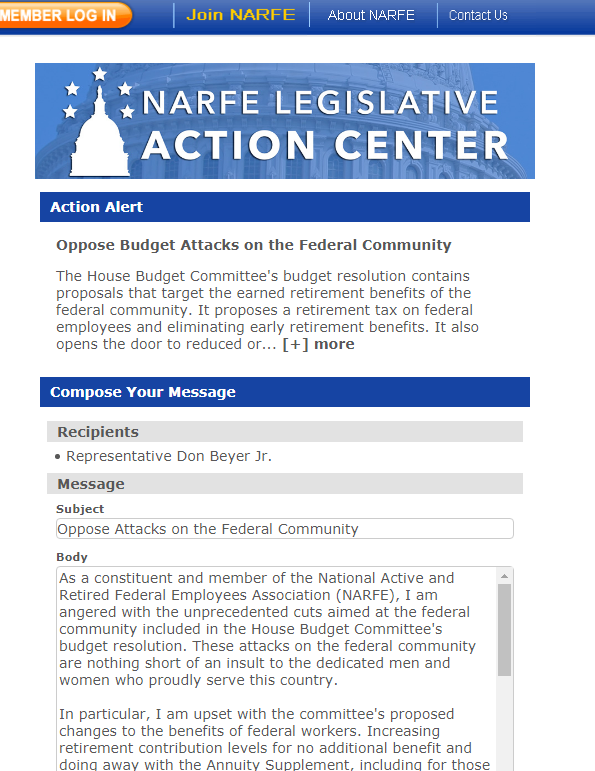 MEMBER LOG IN
Join NARFE
About NARFE
Contact Us
NARFE LEGISLATIVE
ACTION CENTER
Action Alert
Oppose Budget Attacks on the Federal Community
The House Budget Committee's budget resolution contains
proposals that target the earned retirement benefits of the
federal community. It proposes a retirement tax on federal
employees and eliminating early retirement benefits. It also
opens the door to reduced or... [+] more
Compose Your Message
Recipients
• Representative Don Beyer Jr.
Message
Subject
Oppose Attacks on the Federal Community
Body
As a constituent and member of the National Active and
Retired Federal Employees Association (NARFE), I am
angered with the unprecedented cuts aimed at the federal
community included in the House Budget Committee's
budget resolution. These attacks on the federal community
are nothing short of an insult to the dedicated men and
women who proudly serve this country.
In particular, I am upset with the committee's proposed
changes to the benefits of federal workers. Increasing
retirement contribution levels for no additional benefit and
doing away with the Annuity Supplement, including for those